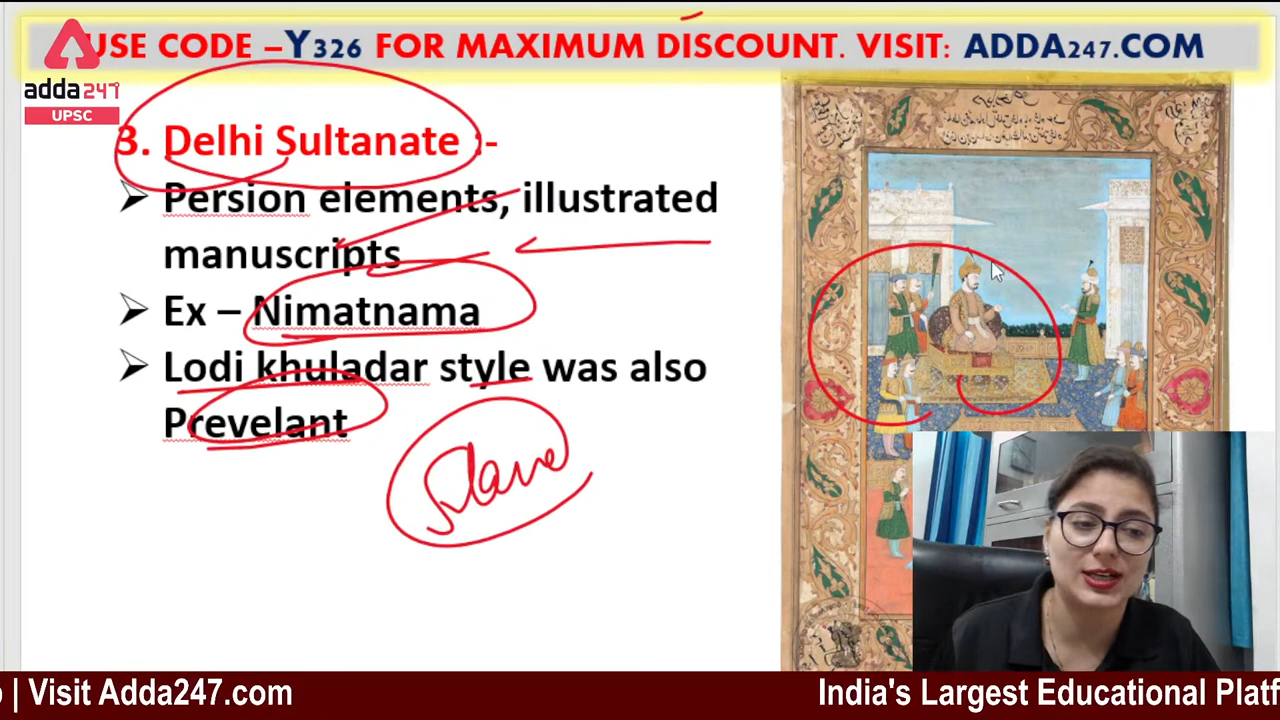 USE CODE –Y326 FOR MAXIMUM DISCOUNT. VISIT: ADDA247.COM
adda247
UPSC
3. Delhi Sultanate :-
➢ Persion elements, illustrated
manuscripts
➢ Ex – Nimatnama
➢ Lodi khuladar style was also
Prevelant
Slave
| Visit Adda247.com
India's Largest Educational Platf